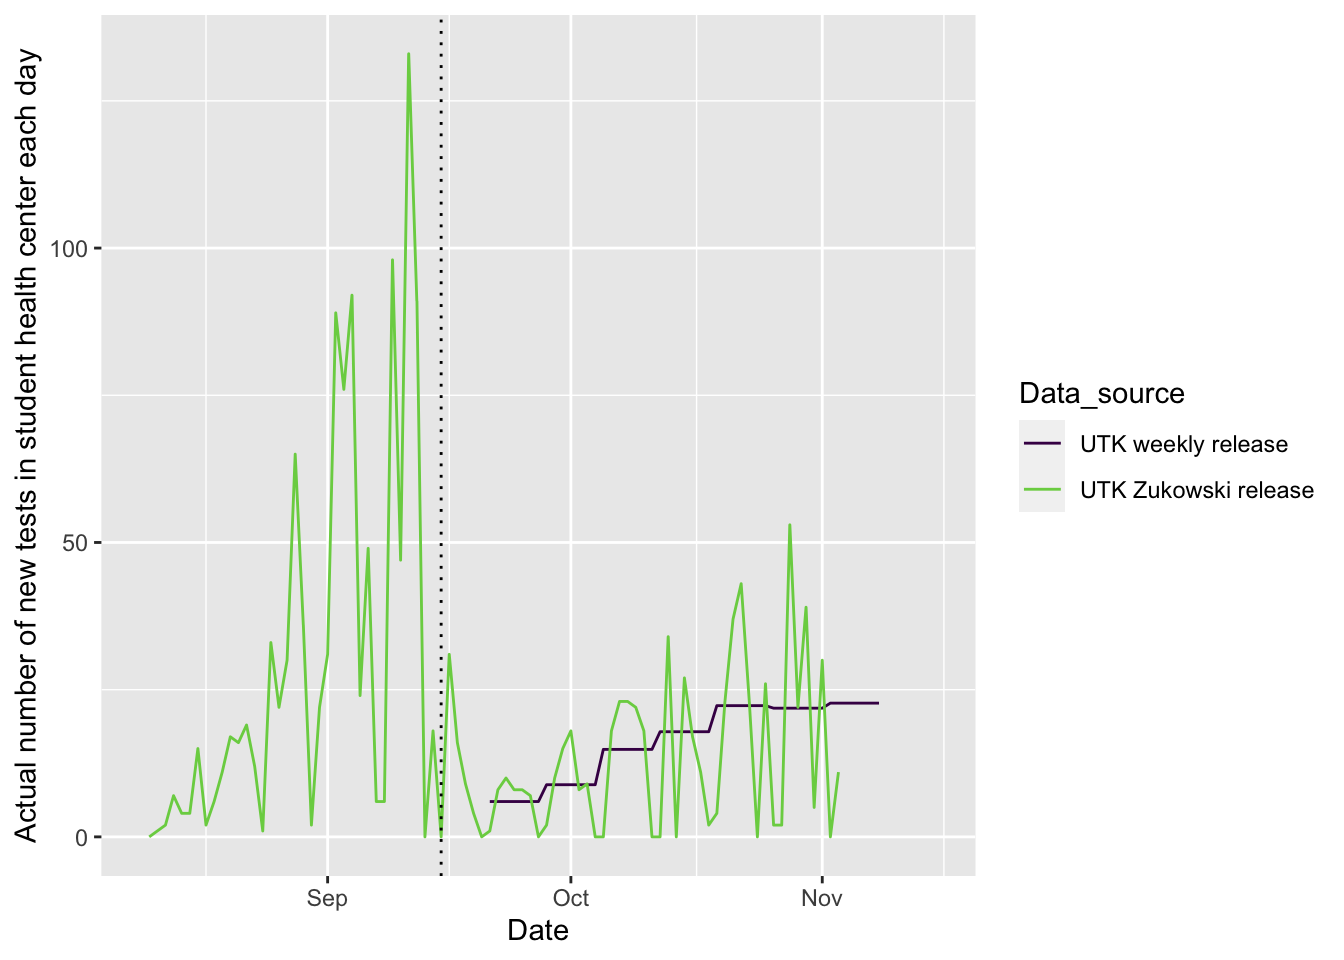 Actual number of new tests in student health center each day
100
50
0
Sep
Oct
Nov
Date
Data_source
UTK weekly release
UTK Zukowski release